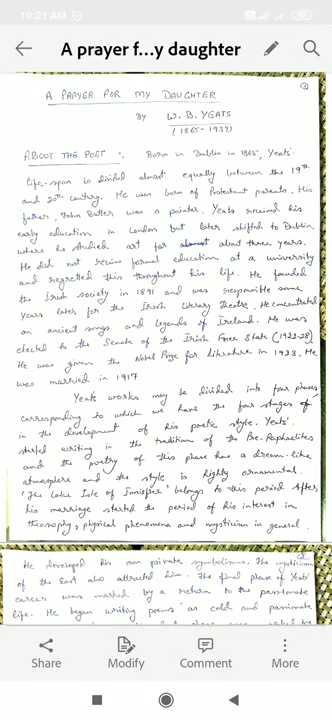 10:21 AM
A prayer f...y daughter
A PRAYER FOR MY DAUGHTER
BY W. B. YEATS
(1865-1939)
ABOUT THE POET :. Born in Dublin in 1865, Yeats'
life-span is divided almost equally between the 19th
and 20th century. He was born of Protestant parents. His
father, John Butler was a painter. Yeats received his
early education in London but later shifted to Dublin
where he studied art for almost about three years.
He did not receive formal education at a university
and regretted this throughout his life. He founded
the Irish society in 1891 and was responsible some
years later for the Irish Literary Theatre. He concentrated
on ancient songs and legends of Ireland. He was
elected to the Senate of the Irish Free State (1922-28)
He was given the Nobel Prize for Literature in 1923. He
was married in 1917
Yeats works may be divided into four phases
corresponding to which we have the four stages of
in the development of his poetic style. Yeats'
started writing in the tradition of the Pre-Raphaelites
and the poetry of this phase has a dream-like
atmosphere and the style is highly ornamental.
'The Lake Isle of Innisfree' belongs to this period. After
his marriage started the period of his interest in
theosophy, physical phenomena and mysticism in general.
He developed his own private symbolisms. The mysticism
of the East also attracted him. The final phase of Yeats'
career was marked by a return to the passionate
life. He began writing poems 'as cold and passionate
Share
Modify
Comment
More